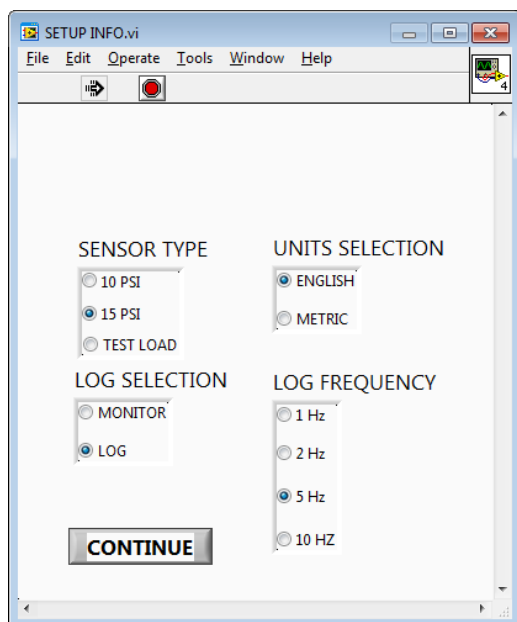 SETUP INFO.vi
File Edit Operate Tools Window Help
4
SENSOR TYPE
10 PSI
15 PSI
TEST LOAD
UNITS SELECTION
ENGLISH
METRIC
LOG SELECTION
MONITOR
LOG
LOG FREQUENCY
1 Hz
2 Hz
5 Hz
10 HZ
CONTINUE